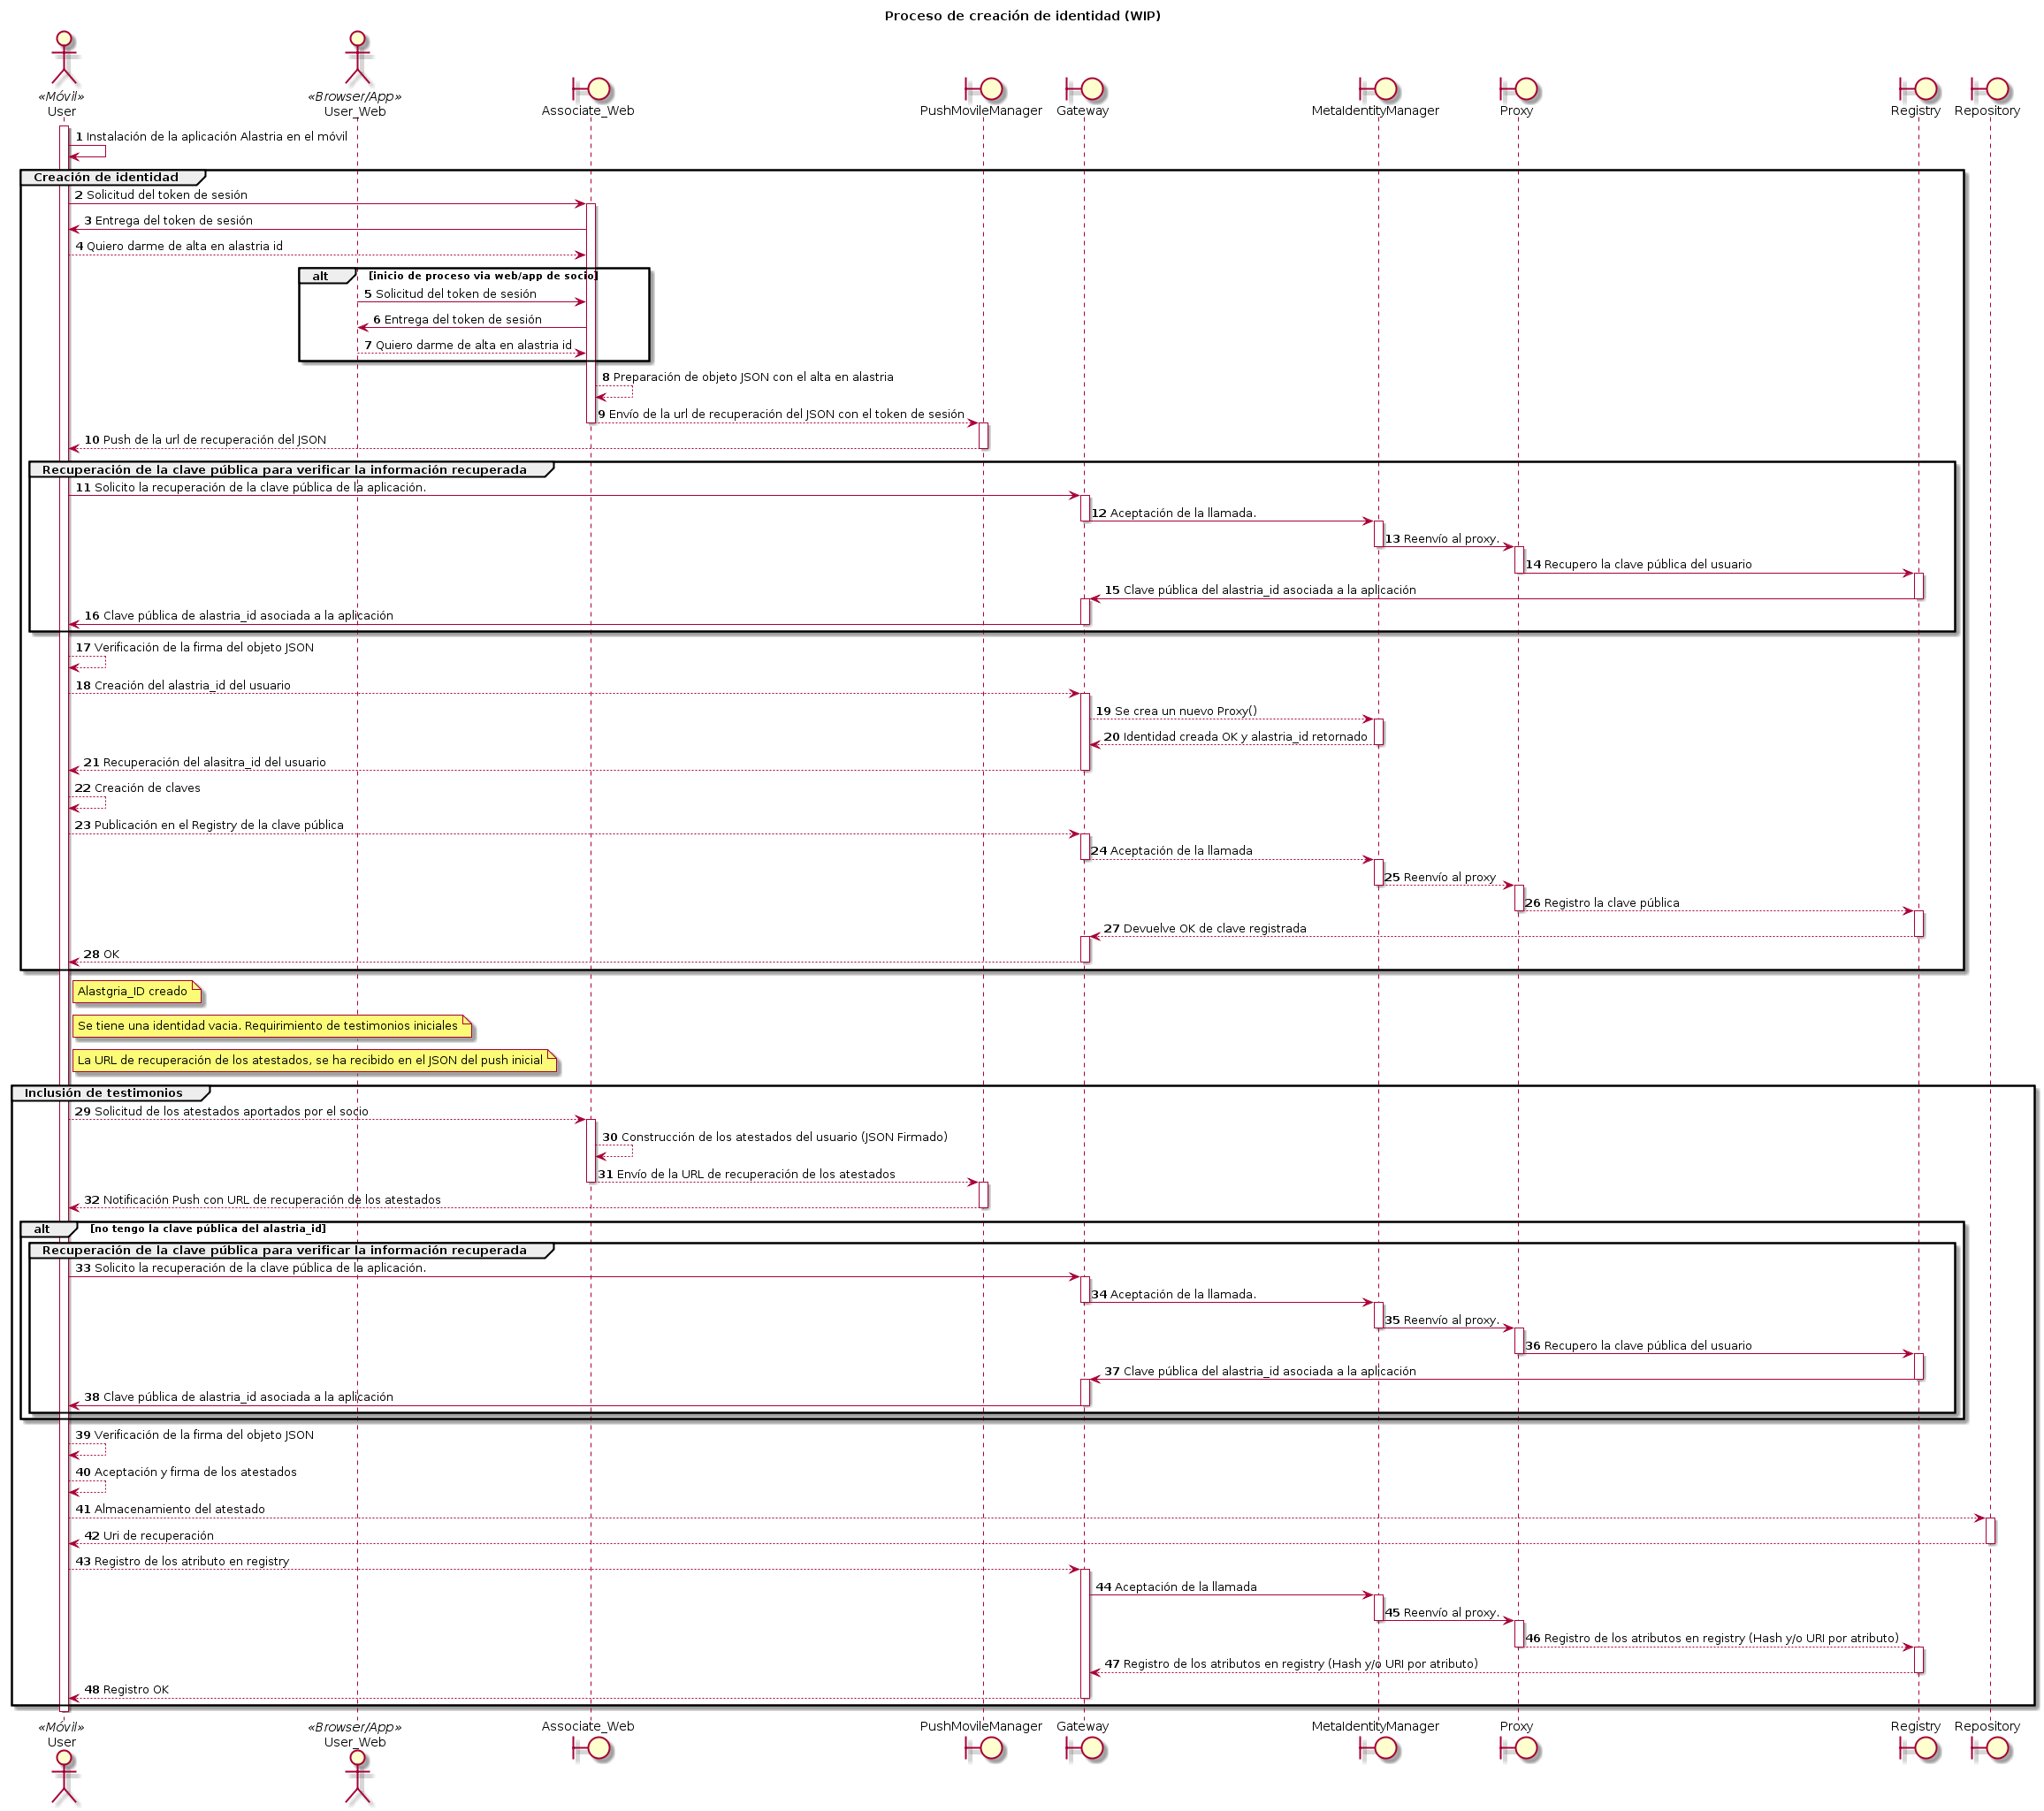 Proceso de creación de identidad (WIP)
«Móvil»
User
«Browser/App»
User_Web
Associate_Web
PushMovileManager
Gateway
MetaIdentityManager
Proxy
Registry
Repository
1 Instalación de la aplicación Alastria en el móvil
Creación de identidad
2 Solicitud del token de sesión
3 Entrega del token de sesión
4 Quiero darme de alta en alastria id
alt [inicio de proceso via web/app de socio]
5 Solicitud del token de sesión
6 Entrega del token de sesión
7 Quiero darme de alta en alastria id
8 Preparación de objeto JSON con el alta en alastria
9 Envío de la url de recuperación del JSON con el token de sesión
10 Push de la url de recuperación del JSON
Recuperación de la clave pública para verificar la información recuperada
11 Solicito la recuperación de la clave pública de la aplicación.
12 Aceptación de la llamada.
13 Reenvío al proxy.
14 Recupero la clave pública del usuario
15 Clave pública del alastria_id asociada a la aplicación
16 Clave pública de alastria_id asociada a la aplicación
17 Verificación de la firma del objeto JSON
18 Creación del alastria_id del usuario
19 Se crea un nuevo Proxy()
20 Identidad creada OK y alastria_id retornado
21 Recuperación del alasitra_id del usuario
22 Creación de claves
23 Publicación en el Registry de la clave pública
24 Aceptación de la llamada
25 Reenvío al proxy
26 Registro la clave pública
27 Devuelve OK de clave registrada
28 OK
Alastgria_ID creado
Se tiene una identidad vacia. Requirimiento de testimonios iniciales
La URL de recuperación de los atestados, se ha recibido en el JSON del push inicial
Inclusión de testimonios
29 Solicitud de los atestados aportados por el socio
30 Construcción de los atestados del usuario (JSON Firmado)
31 Envío de la URL de recuperación de los atestados
32 Notificación Push con URL de recuperación de los atestados
alt [no tengo la clave pública del alastria_id]
Recuperación de la clave pública para verificar la información recuperada
33 Solicito la recuperación de la clave pública de la aplicación.
34 Aceptación de la llamada.
35 Reenvío al proxy.
36 Recupero la clave pública del usuario
37 Clave pública del alastria_id asociada a la aplicación
38 Clave pública de alastria_id asociada a la aplicación
39 Verificación de la firma del objeto JSON
40 Aceptación y firma de los atestados
41 Almacenamiento del atestado
42 Uri de recuperación
43 Registro de los atributo en registry
44 Aceptación de la llamada
45 Reenvío al proxy.
46 Registro de los atributos en registry (Hash y/o URI por atributo)
47 Registro de los atributos en registry (Hash y/o URI por atributo)
48 Registro OK
«Móvil»
User
«Browser/App»
User_Web
Associate_Web
PushMovileManager
Gateway
MetaIdentityManager
Proxy
Registry
Repository